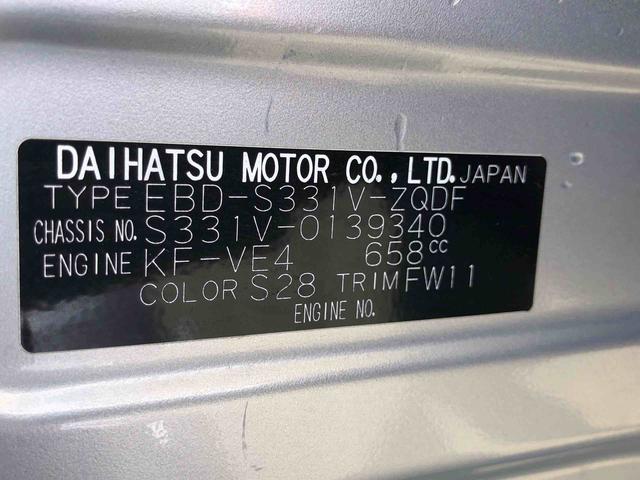 DAIHATSU MOTOR CO.,LTD. JAPAN
TYPE EBD-S331V-ZQDF
CHASSIS NO. S331V-0139340
ENGINE KF-VE4 658cc
COLOR S28 TRIM FW11
ENGINE NO.